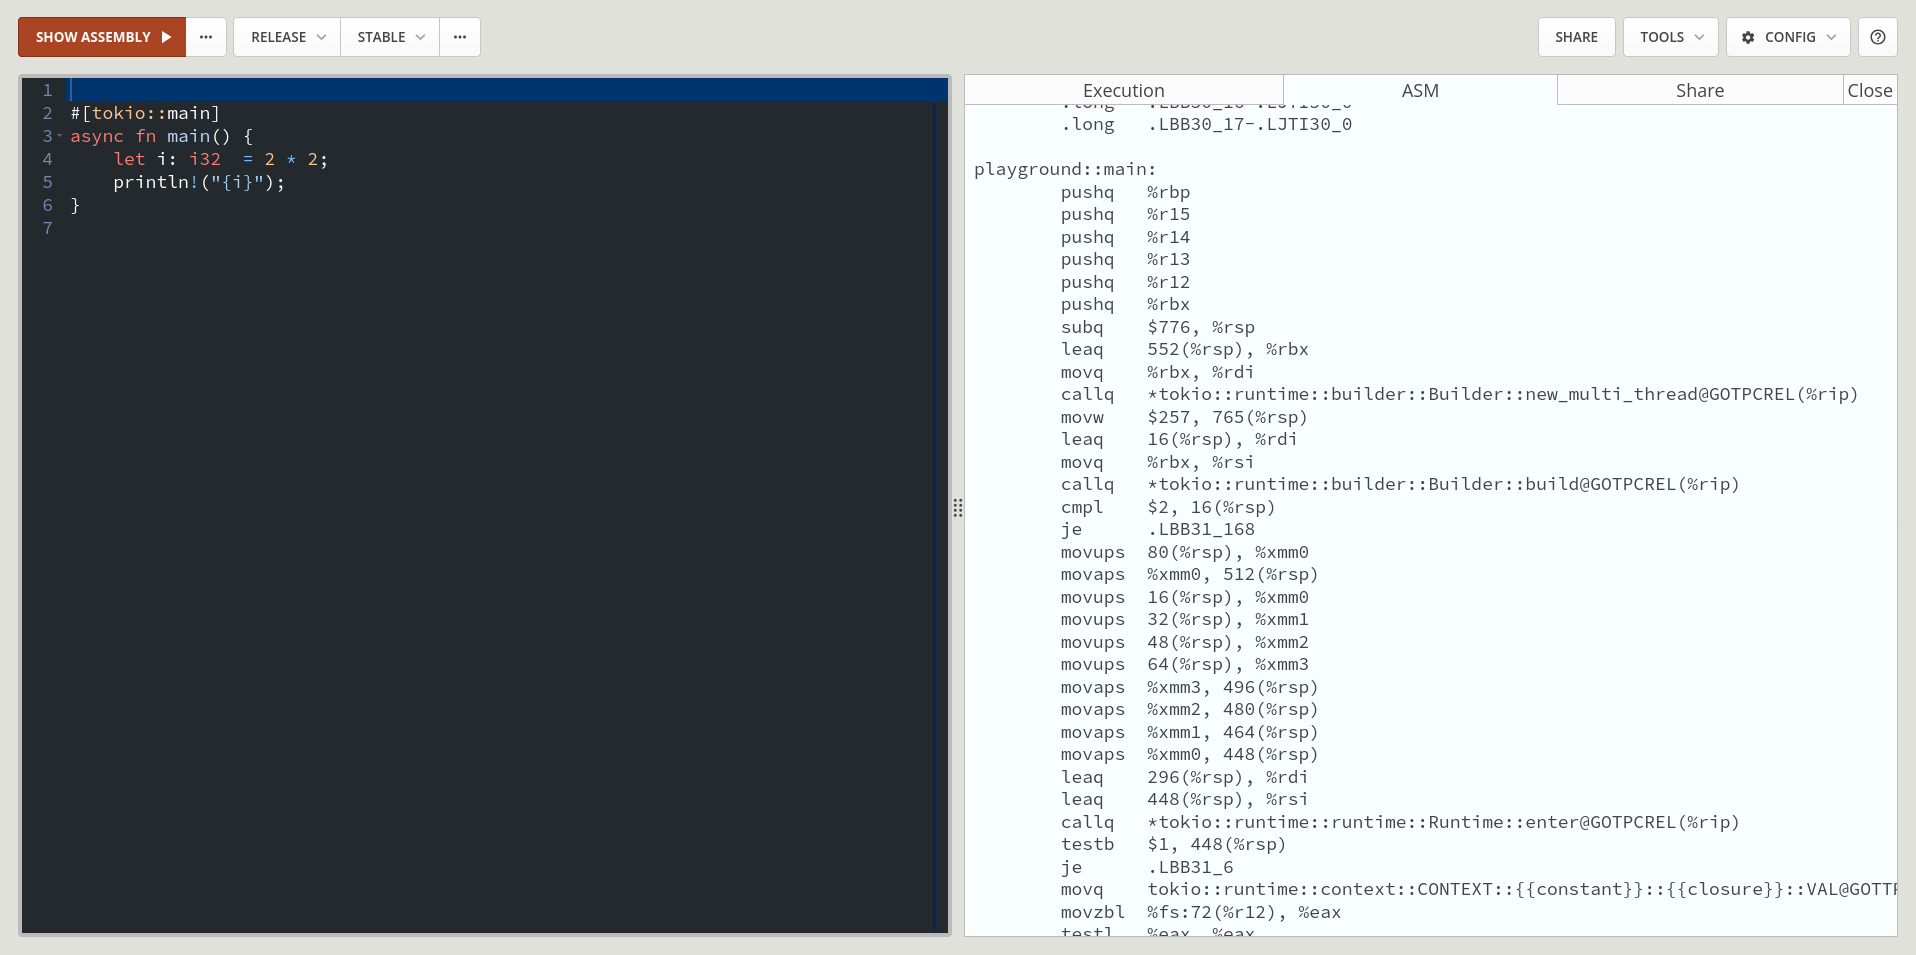 SHOW ASSEMBLY ··· RELEASE STABLE ··· SHARE TOOLS CONFIG
1
2 #[tokio::main]
3 async fn main() {
4     let i: i32  = 2 * 2;
5     println!("{i}");
6 }
7
Execution ASM Share Close
.long   .LBB30_16-.LJTI30_0
.long   .LBB30_17-.LJTI30_0
playground::main:
pushq   %rbp
pushq   %r15
pushq   %r14
pushq   %r13
pushq   %r12
pushq   %rbx
subq    $776, %rsp
leaq    552(%rsp), %rbx
movq    %rbx, %rdi
callq   *tokio::runtime::builder::Builder::new_multi_thread@GOTPCREL(%rip)
movw    $257, 765(%rsp)
leaq    16(%rsp), %rdi
movq    %rbx, %rsi
callq   *tokio::runtime::builder::Builder::build@GOTPCREL(%rip)
cmpl    $2, 16(%rsp)
je      .LBB31_168
movups  80(%rsp), %xmm0
movaps  %xmm0, 512(%rsp)
movups  16(%rsp), %xmm0
movups  32(%rsp), %xmm1
movups  48(%rsp), %xmm2
movups  64(%rsp), %xmm3
movaps  %xmm3, 496(%rsp)
movaps  %xmm2, 480(%rsp)
movaps  %xmm1, 464(%rsp)
movaps  %xmm0, 448(%rsp)
leaq    296(%rsp), %rdi
leaq    448(%rsp), %rsi
callq   *tokio::runtime::runtime::Runtime::enter@GOTPCREL(%rip)
testb   $1, 448(%rsp)
je      .LBB31_6
movq    tokio::runtime::context::CONTEXT::{{constant}}::{{closure}}::VAL@GOTT
movzbl  %fs:72(%r12), %eax
testl   %eax, %eax